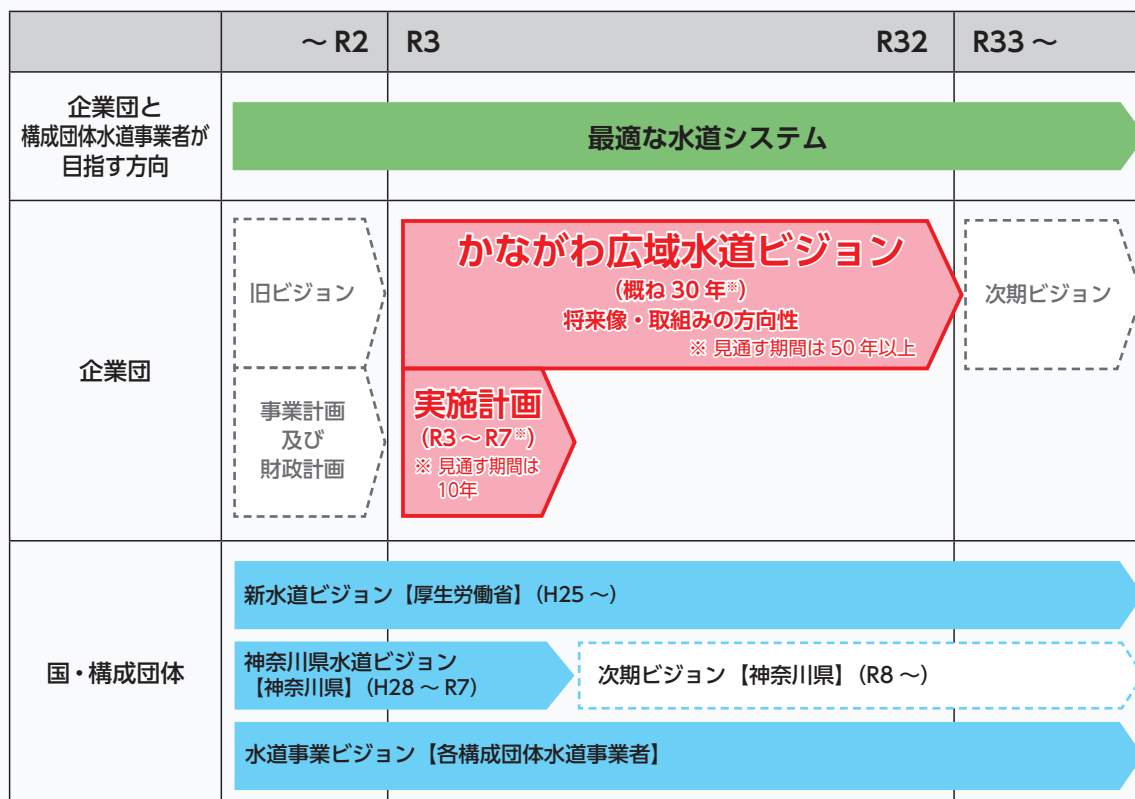 ～ R2
R3
R32
R33 ～
企業団と
構成団体水道事業者が
目指す方向
最適な水道システム
企業団
旧ビジョン
かながわ広域水道ビジョン
（概ね 30 年※）
将来像・取組みの方向性
※ 見通す期間は 50 年以上
次期ビジョン
事業計画
及び
財政計画
実施計画
（R3 ～ R7※）
※ 見通す期間は
10年
国・構成団体
新水道ビジョン【厚生労働省】（H25 ～）
神奈川県水道ビジョン
【神奈川県】（H28 ～ R7）
次期ビジョン【神奈川県】（R8 ～）
水道事業ビジョン【各構成団体水道事業者】